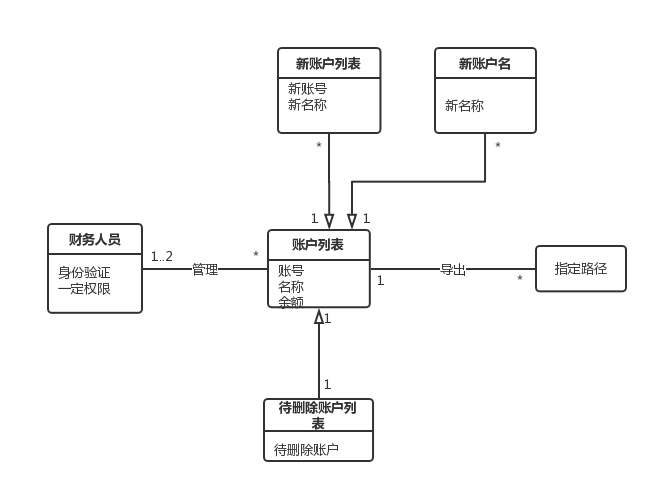 新账户列表
新账号
新名称
新账户名
新名称
*
*
1
1
财务人员
身份验证
一定权限
1..2
管理
*
账户列表
账号
名称
余额
1
导出
*
指定路径
1
1
待删除账户列
表
待删除账户